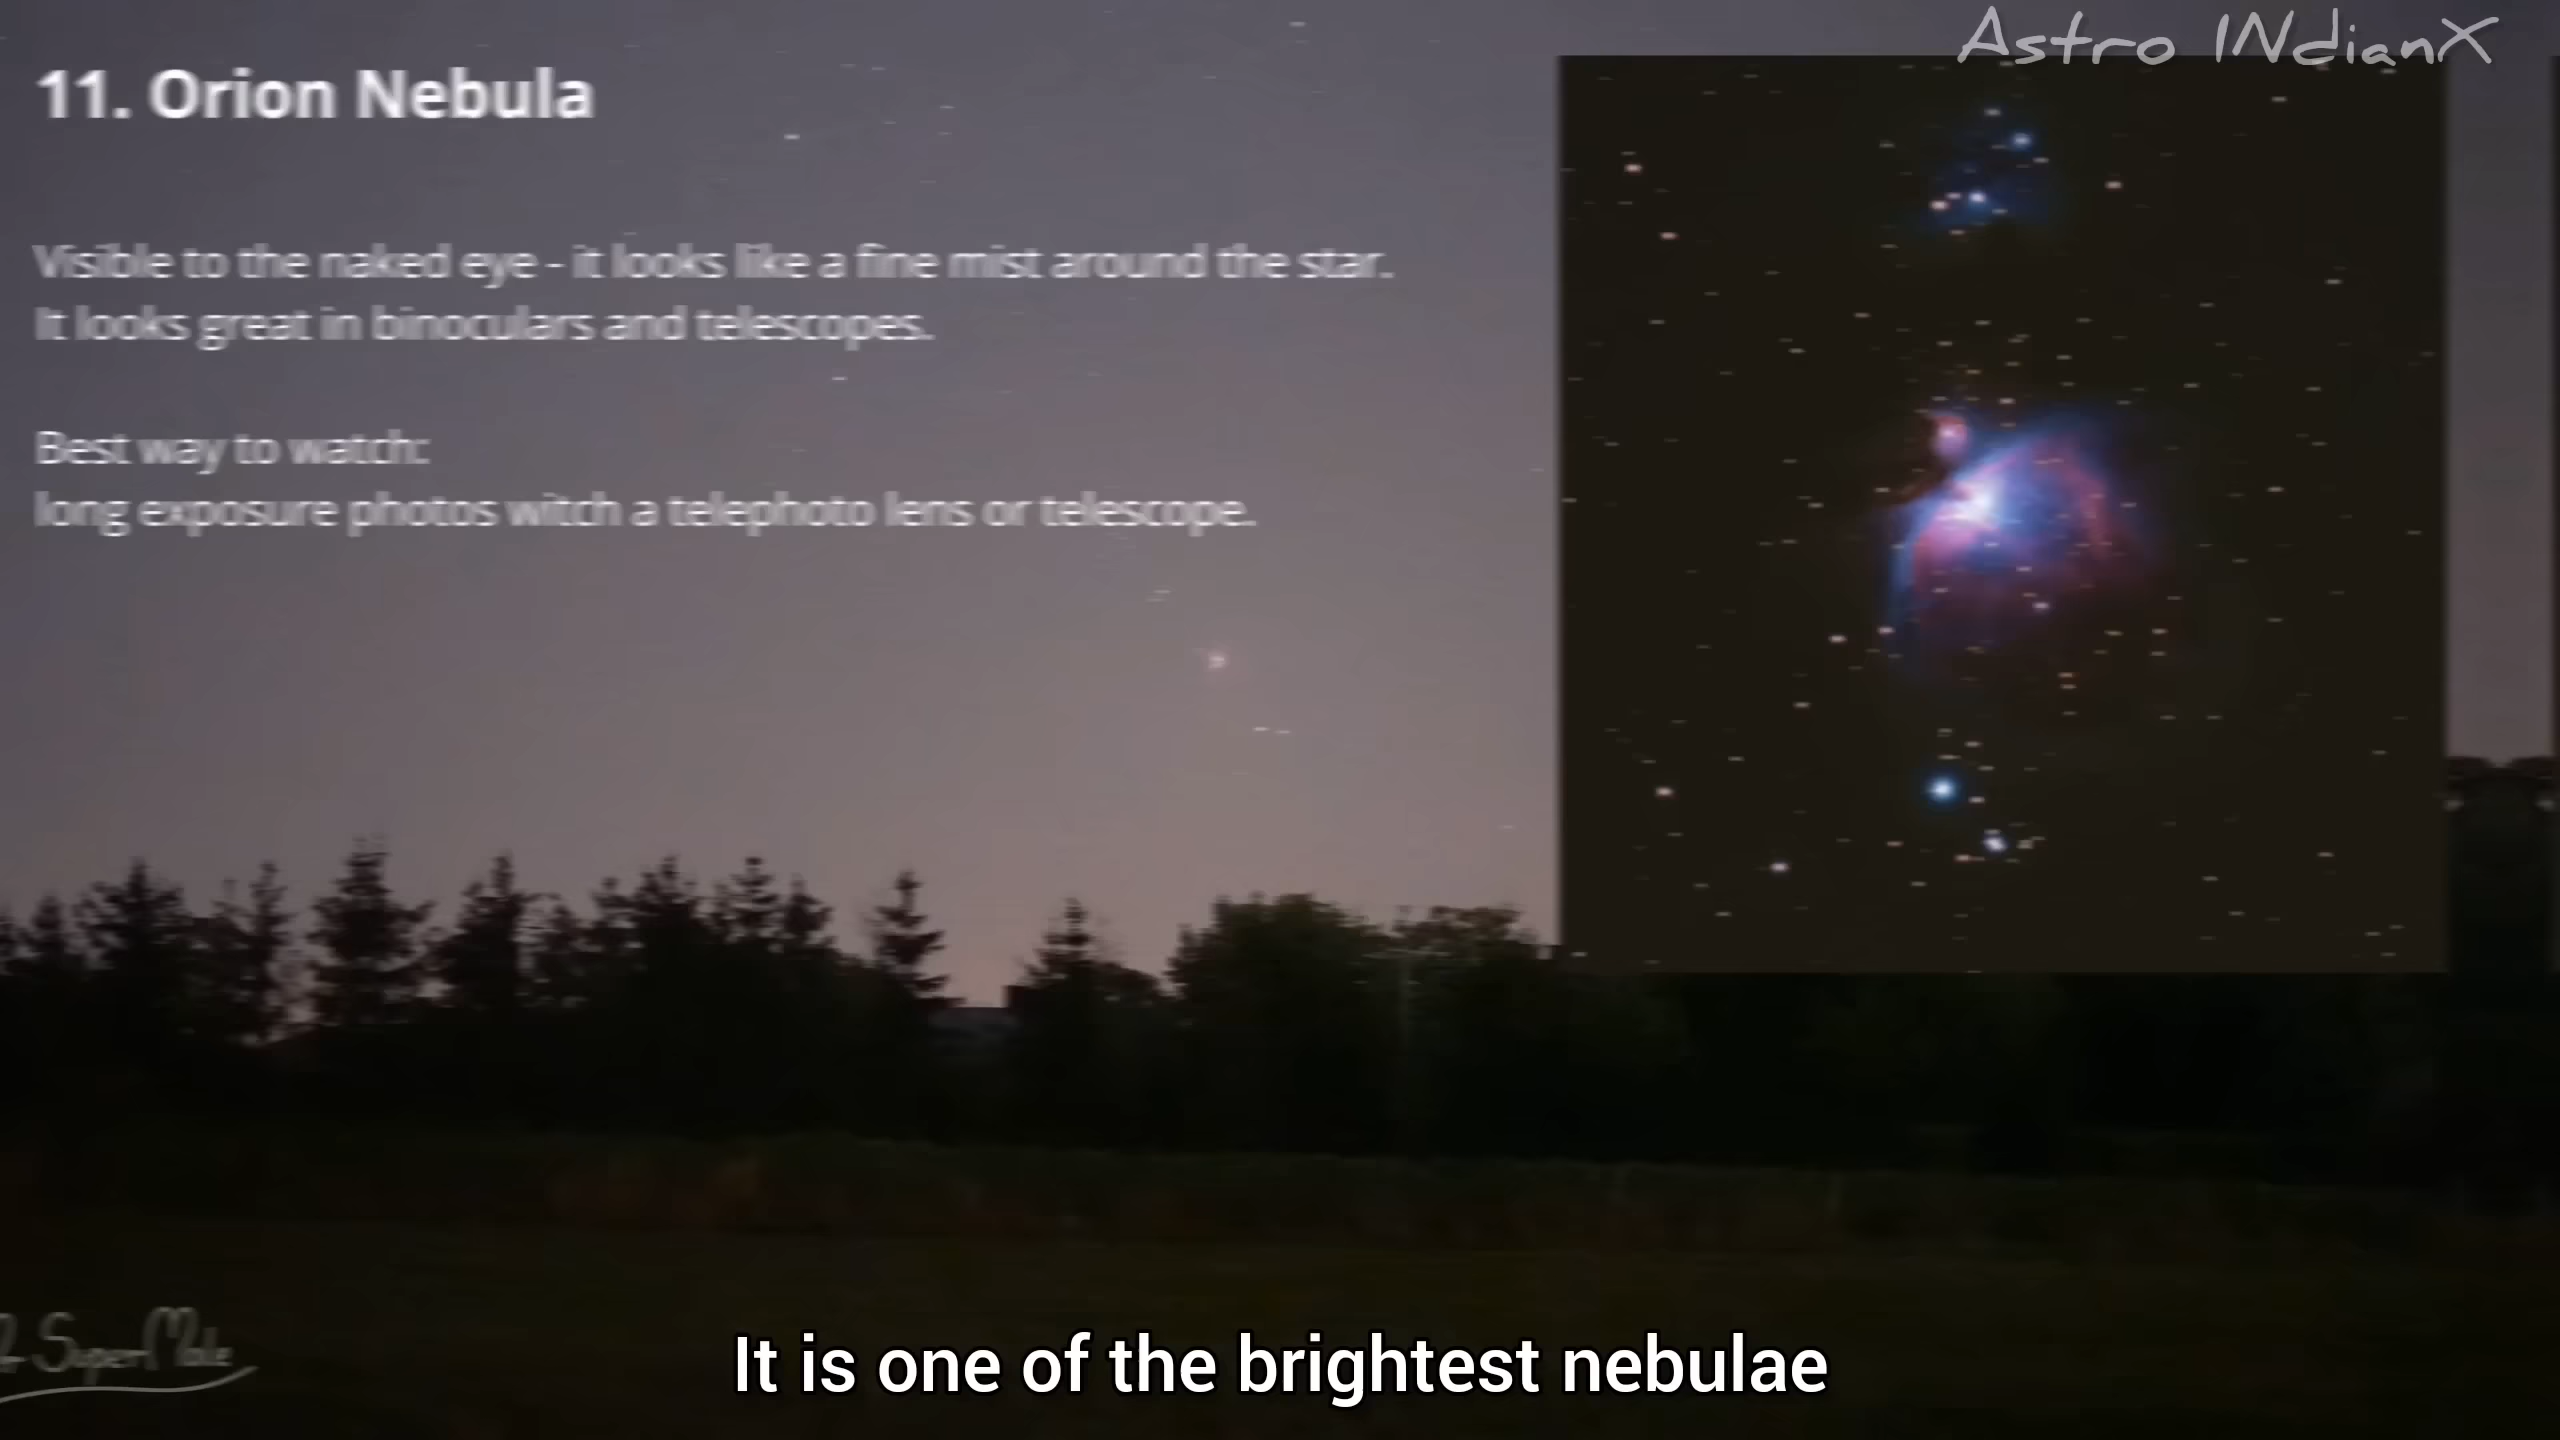 Astro INdianX
11. Orion Nebula
Visible to the naked eye - it looks like a fine mist around the star.
It looks great in binoculars and telescopes.
Best way to watch:
long exposure photos witch a telephoto lens or telescope.
It is one of the brightest nebulae